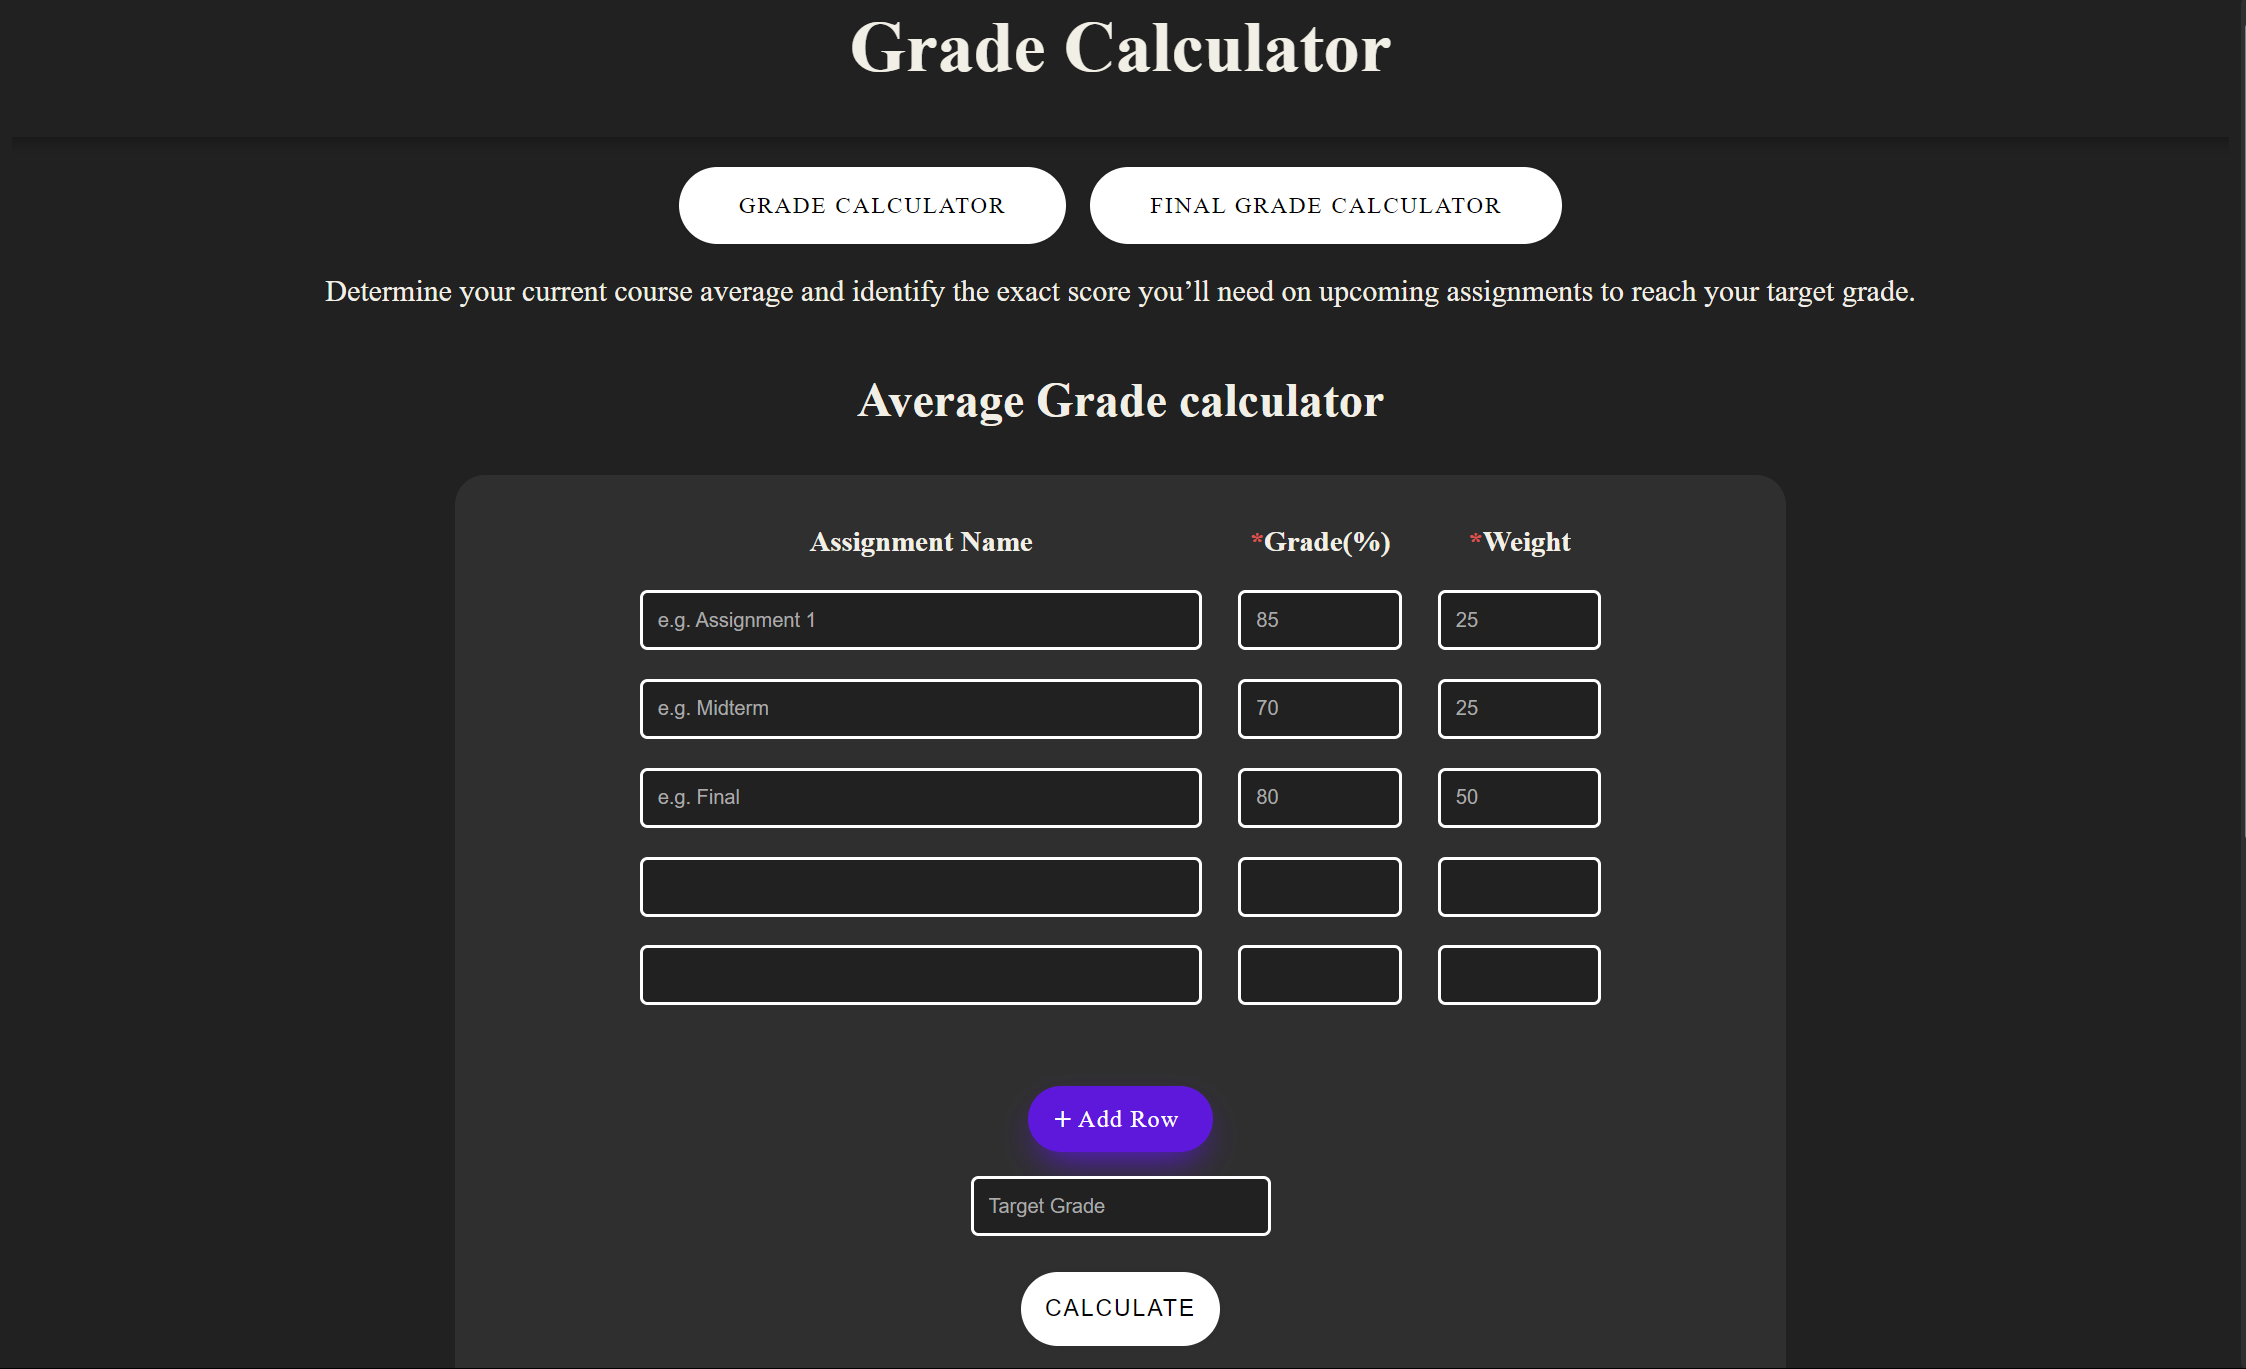 Grade Calculator
GRADE CALCULATOR
FINAL GRADE CALCULATOR
Determine your current course average and identify the exact score you’ll need on upcoming assignments to reach your target grade.
Average Grade calculator
Assignment Name *Grade(%) *Weight
e.g. Assignment 1 85 25
e.g. Midterm 70 25
e.g. Final 80 50
+ Add Row
Target Grade
CALCULATE